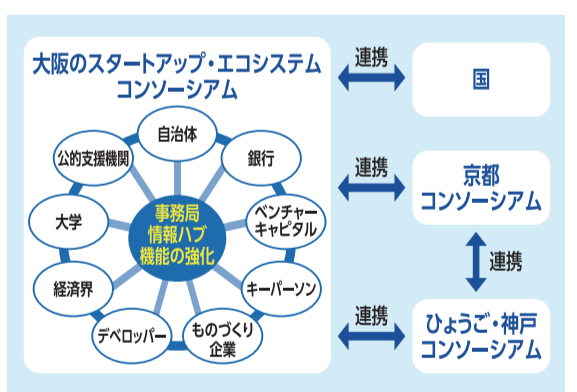 大阪のスタートアップ・エコシステム
コンソーシアム
自治体
銀行
ベンチャー
キャピタル
キーパーソン
ものづくり
企業
デベロッパー
経済界
大学
公的支援機関
事務局
情報ハブ
機能の強化
連携
国
連携
京都
コンソーシアム
連携
連携
ひょうご・神戸
コンソーシアム